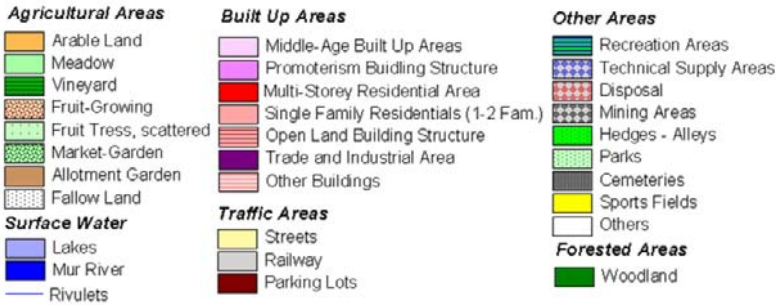 Agricultural Areas
Arable Land
Meadow
Vineyard
Fruit-Growing
Fruit Tress, scattered
Market-Garden
Allotment Garden
Fallow Land
Surface Water
Lakes
Mur River
Rivulets
Built Up Areas
Middle-Age Built Up Areas
Promoterism Buidling Structure
Multi-Storey Residential Area
Single Family Residentials (1-2 Fam.)
Open Land Building Structure
Trade and Industrial Area
Other Buildings
Traffic Areas
Streets
Railway
Parking Lots
Other Areas
Recreation Areas
Technical Supply Areas
Disposal
Mining Areas
Hedges - Alleys
Parks
Cemeteries
Sports Fields
Others
Forested Areas
Woodland